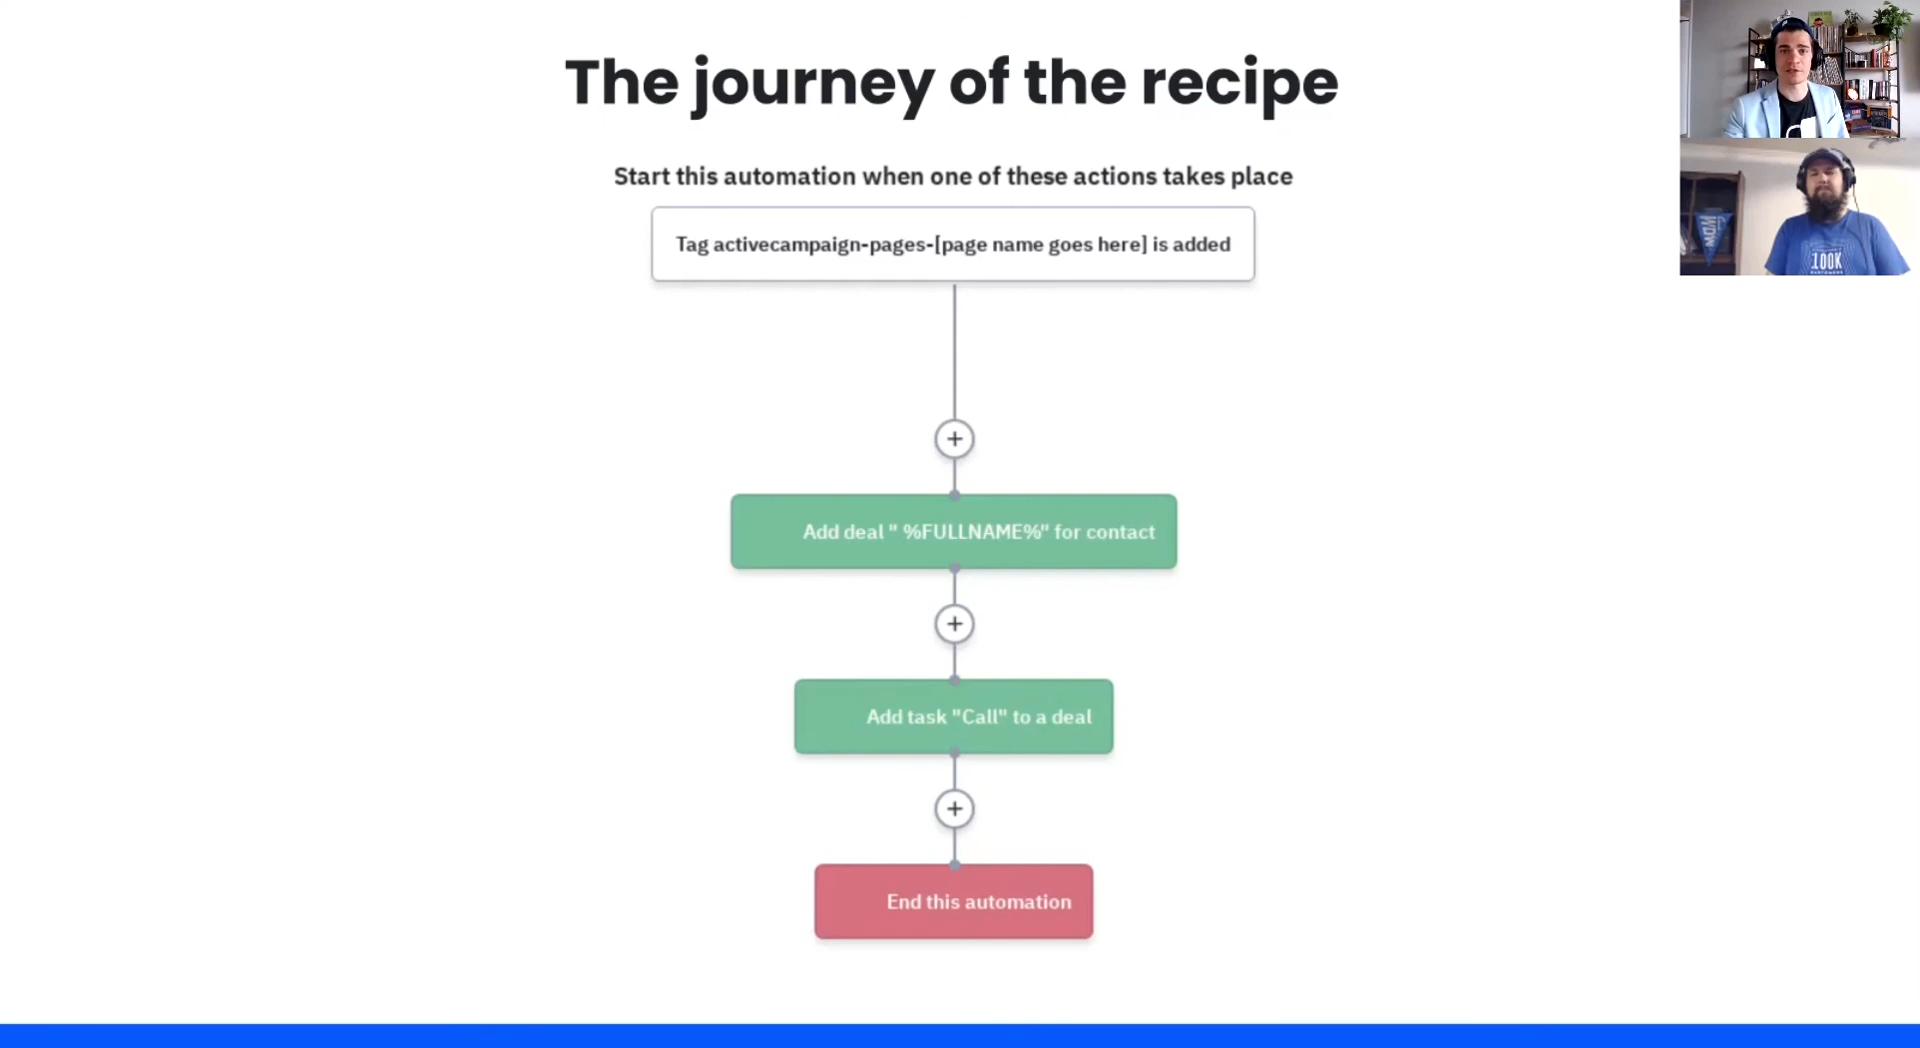 The journey of the recipe
Start this automation when one of these actions takes place
Tag activecampaign-pages-[page name goes here] is added
Add deal " %FULLNAME%" for contact
Add task "Call" to a deal
End this automation
WOW
100K